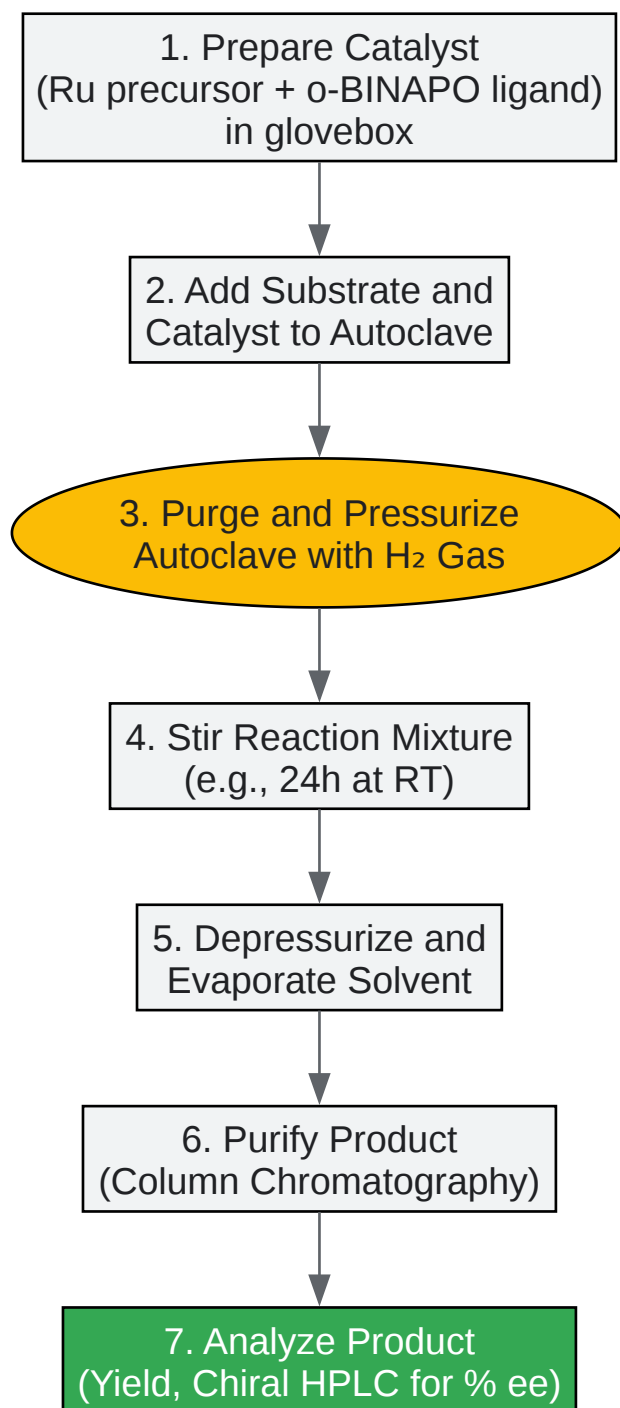 1. Prepare Catalyst
(Ru precursor + o-BINAPO ligand)
in glovebox
2. Add Substrate and
Catalyst to Autoclave
3. Purge and Pressurize
Autoclave with H₂ Gas
4. Stir Reaction Mixture
(e.g., 24h at RT)
5. Depressurize and
Evaporate Solvent
6. Purify Product
(Column Chromatography)
7. Analyze Product
(Yield, Chiral HPLC for % ee)